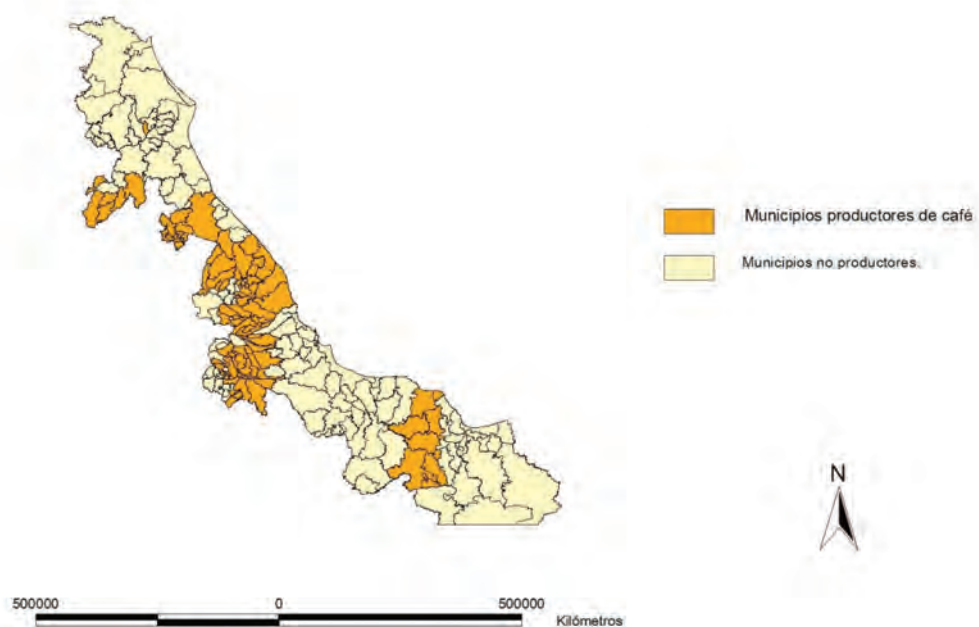 Municipios productores de café
Municipios no productores.
N
500000 0 500000
Kilómetros